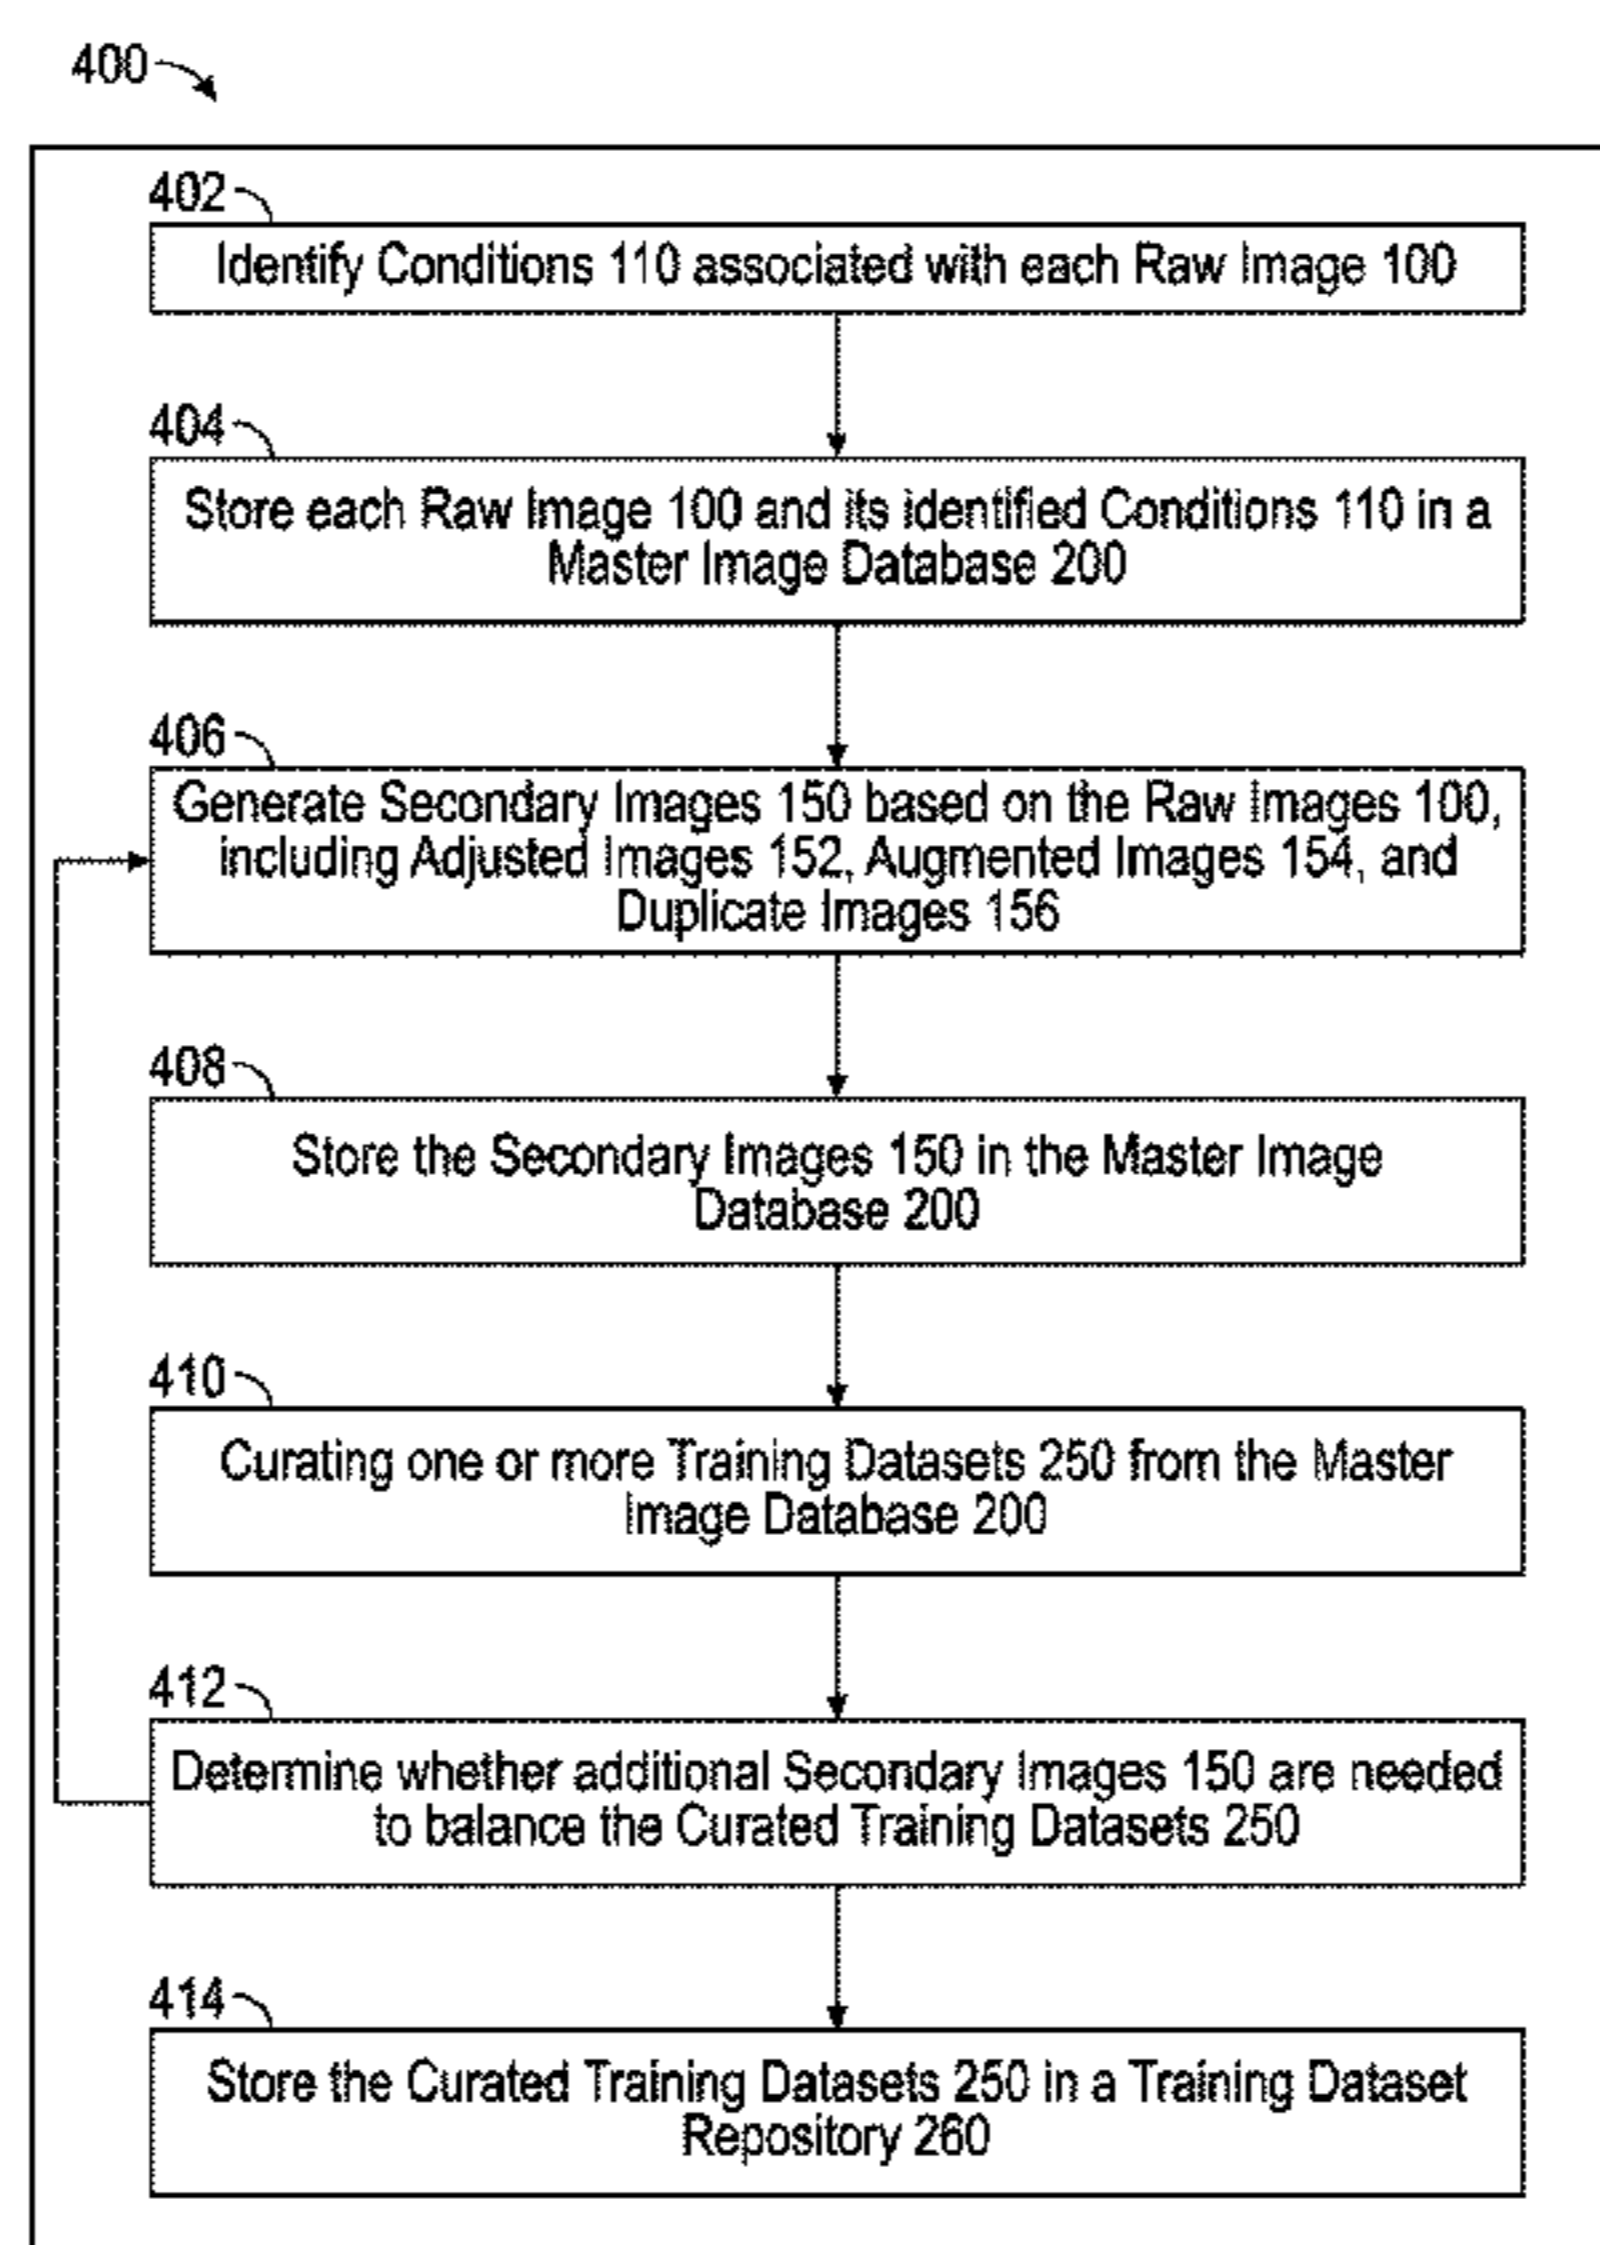 400
402
Identify Conditions 110 associated with each Raw Image 100
404
Store each Raw Image 100 and its identified Conditions 110 in a
Master Image Database 200
406
Generate Secondary Images 150 based on the Raw Images 100,
including Adjusted Images 152, Augmented Images 154, and
Duplicate Images 156
408
Store the Secondary Images 150 in the Master Image
Database 200
410
Curating one or more Training Datasets 250 from the Master
Image Database 200
412
Determine whether additional Secondary Images 150 are needed
to balance the Curated Training Datasets 250
414
Store the Curated Training Datasets 250 in a Training Dataset
Repository 260